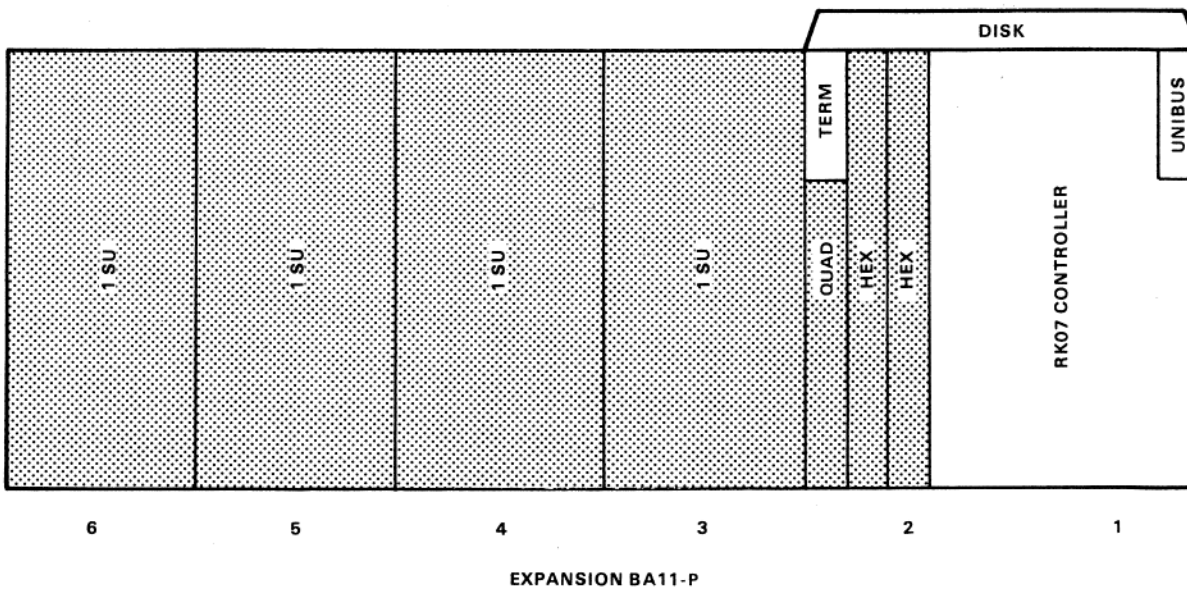 DISK
TERM
UNIBUS
1 SU
1 SU
1 SU
1 SU
QUAD
HEX
HEX
RK07 CONTROLLER
6 5 4 3 2 1
EXPANSION BA11-P